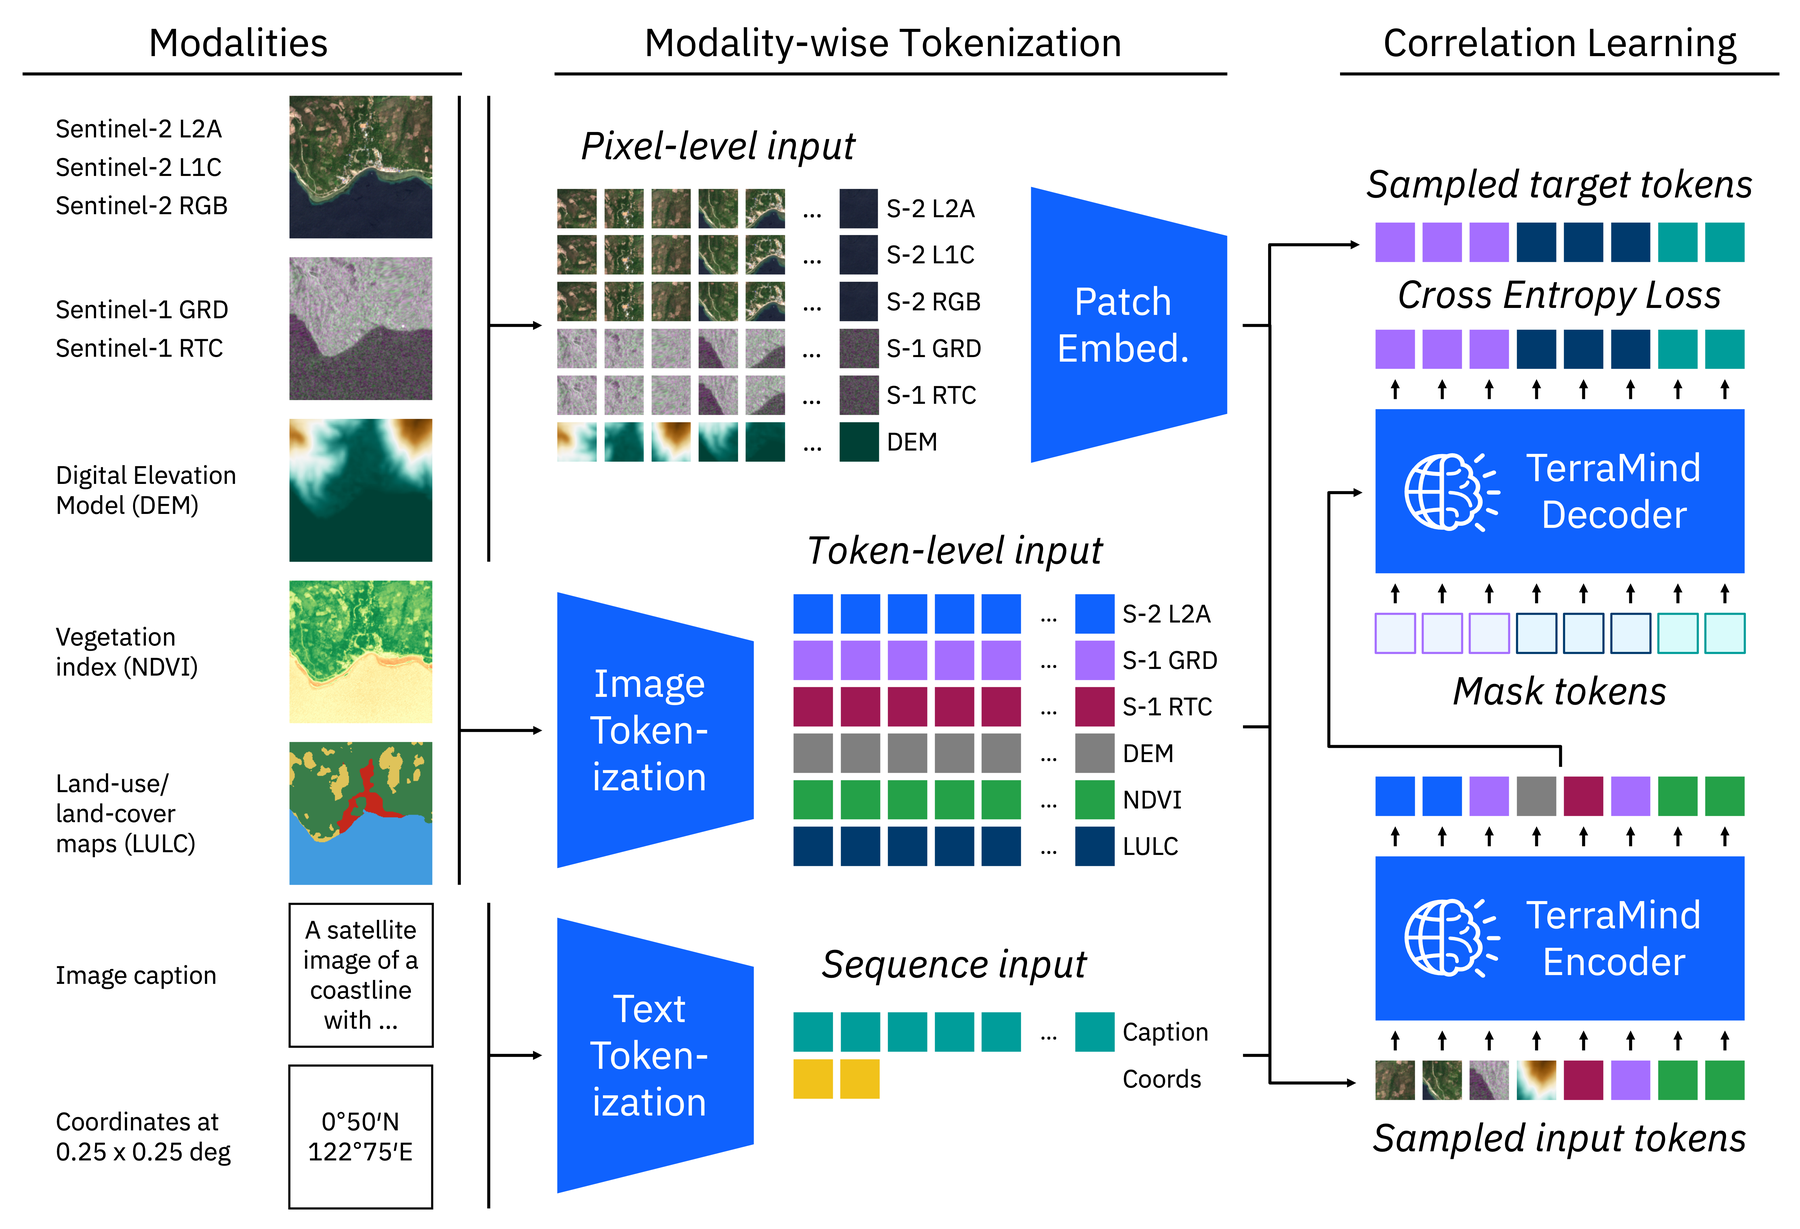 Modalities
Modality-wise Tokenization
Correlation Learning
Sentinel-2 L2A
Sentinel-2 L1C
Sentinel-2 RGB
Sentinel-1 GRD
Sentinel-1 RTC
Digital Elevation
Model (DEM)
Vegetation
index (NDVI)
Land-use/
land-cover
maps (LULC)
Image caption
A satellite
image of a
coastline
with ...
Coordinates at
0.25 x 0.25 deg
0°50′N
122°75′E
Pixel-level input
... S-2 L2A
... S-2 L1C
... S-2 RGB
... S-1 GRD
... S-1 RTC
... DEM
Patch
Embed.
Token-level input
Image
Token-
ization
... S-2 L2A
... S-1 GRD
... S-1 RTC
... DEM
... NDVI
... LULC
Text
Token-
ization
Sequence input
... Caption
Coords
Sampled target tokens
Cross Entropy Loss
TerraMind
Decoder
Mask tokens
TerraMind
Encoder
Sampled input tokens